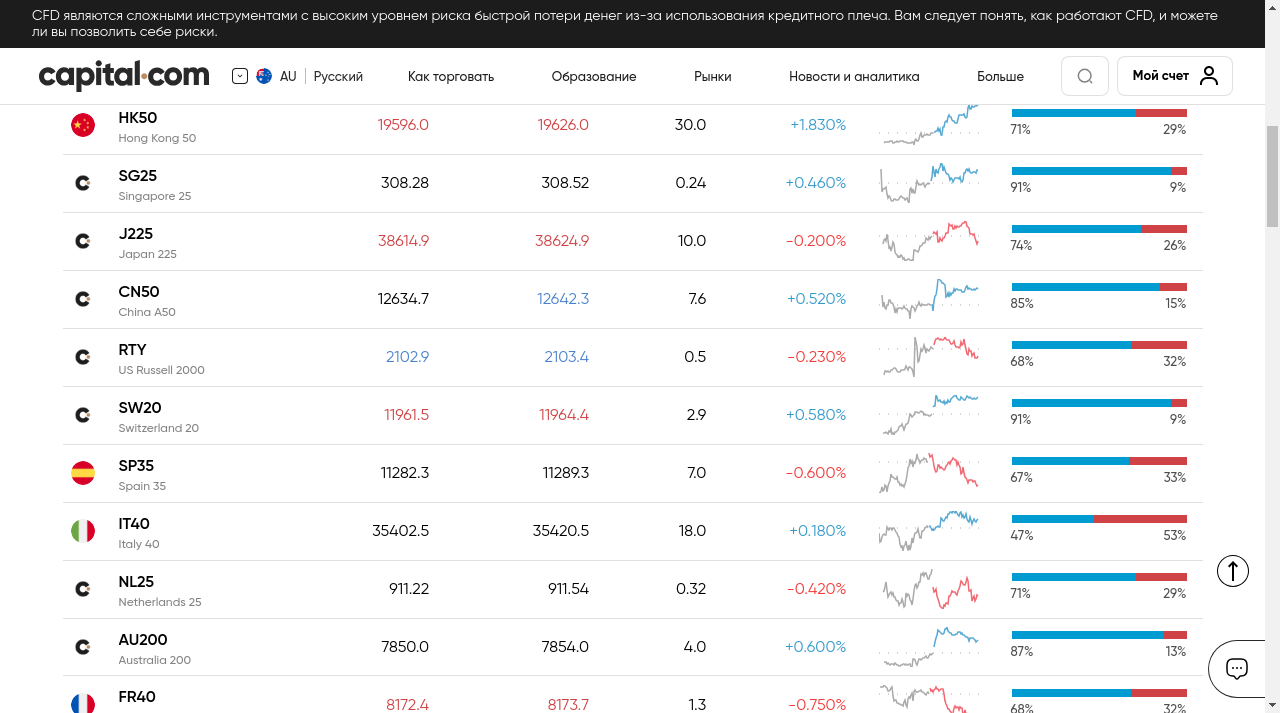 CFD являются сложными инструментами с высоким уровнем риска быстрой потери денег из-за использования кредитного плеча. Вам следует понять, как работают CFD, и можете
ли вы позволить себе риски.
capital.com AU Русский Как торговать Образование Рынки Новости и аналитика Больше Мой счет
HK50 19596.0 19626.0 30.0 +1.830%
Hong Kong 50 71% 29%
SG25 308.28 308.52 0.24 +0.460%
Singapore 25 91% 9%
J225 38614.9 38624.9 10.0 -0.200%
Japan 225 74% 26%
CN50 12634.7 12642.3 7.6 +0.520%
China A50 85% 15%
RTY 2102.9 2103.4 0.5 -0.230%
US Russell 2000 68% 32%
SW20 11961.5 11964.4 2.9 +0.580%
Switzerland 20 91% 9%
SP35 11282.3 11289.3 7.0 -0.600%
Spain 35 67% 33%
IT40 35402.5 35420.5 18.0 +0.180%
Italy 40 47% 53%
NL25 911.22 911.54 0.32 -0.420%
Netherlands 25 71% 29%
AU200 7850.0 7854.0 4.0 +0.600%
Australia 200 87% 13%
FR40 8172.4 8173.7 1.3 -0.750%
68% 32%